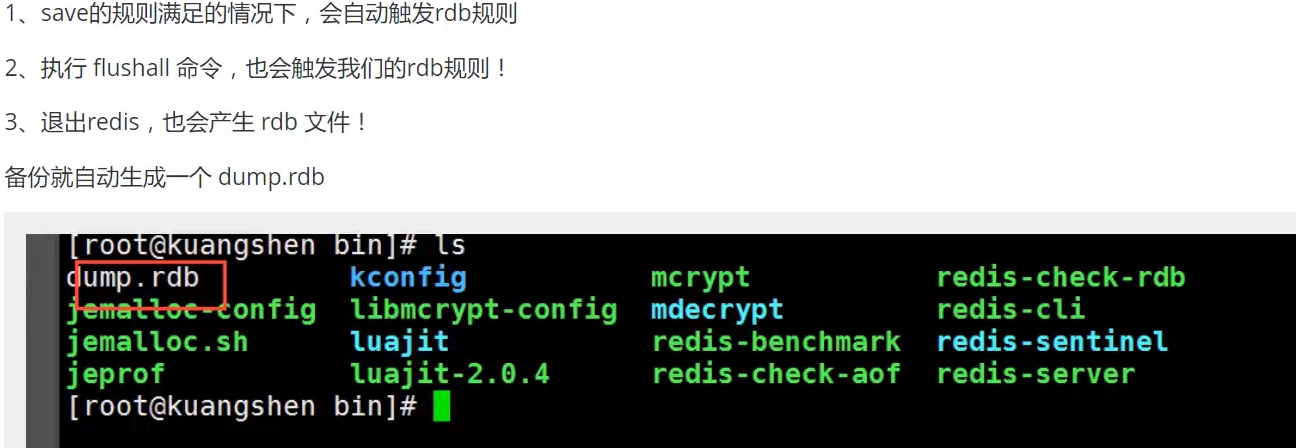 1、save的规则满足的情况下，会自动触发rdb规则
2、执行 flushall 命令，也会触发我们的rdb规则！
3、退出redis，也会产生 rdb 文件！
备份就自动生成一个 dump.rdb
[root@kuangshen bin]# ls
dump.rdb kconfig mcrypt redis-check-rdb
jemalloc-config libmcrypt-config mdecrypt redis-cli
jemalloc.sh luajit redis-benchmark redis-sentinel
jeprof luajit-2.0.4 redis-check-aof redis-server
[root@kuangshen bin]#